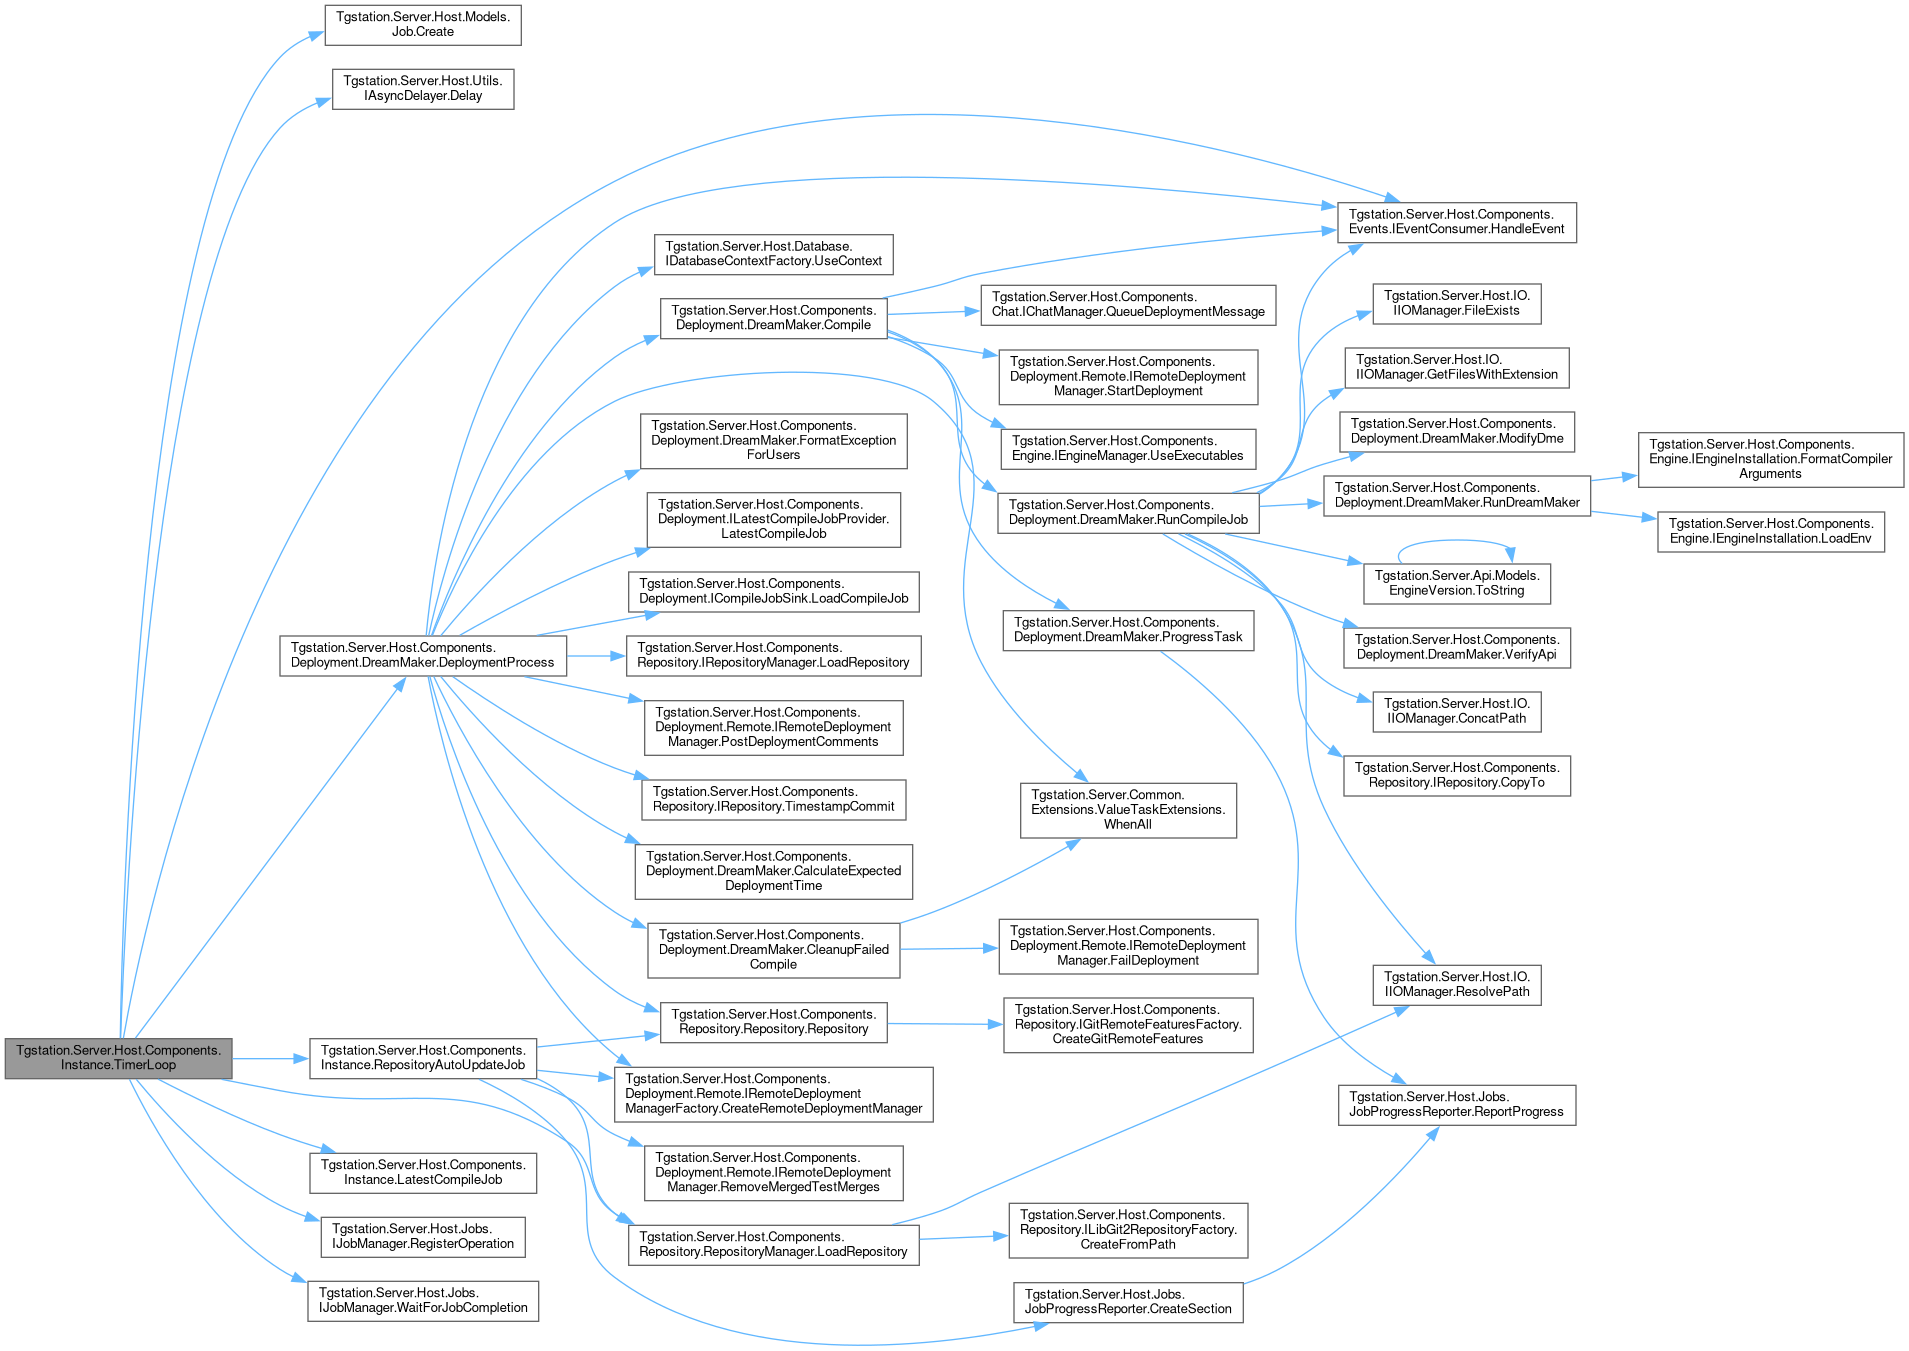 Tgstation.Server.Host.Models.
Job.Create
Tgstation.Server.Host.Utils.
IAsyncDelayer.Delay
Tgstation.Server.Host.Components.
Events.IEventConsumer.HandleEvent
Tgstation.Server.Host.Database.
IDatabaseContextFactory.UseContext
Tgstation.Server.Host.Components.
Deployment.DreamMaker.Compile
Tgstation.Server.Host.Components.
Chat.IChatManager.QueueDeploymentMessage
Tgstation.Server.Host.IO.
IIOManager.FileExists
Tgstation.Server.Host.Components.
Deployment.Remote.IRemoteDeployment
Manager.StartDeployment
Tgstation.Server.Host.IO.
IIOManager.GetFilesWithExtension
Tgstation.Server.Host.Components.
Deployment.DreamMaker.FormatException
ForUsers
Tgstation.Server.Host.Components.
Engine.IEngineManager.UseExecutables
Tgstation.Server.Host.Components.
Deployment.DreamMaker.ModifyDme
Tgstation.Server.Host.Components.
Engine.IEngineInstallation.FormatCompiler
Arguments
Tgstation.Server.Host.Components.
Deployment.ILatestCompileJobProvider.
LatestCompileJob
Tgstation.Server.Host.Components.
Deployment.DreamMaker.RunCompileJob
Tgstation.Server.Host.Components.
Deployment.DreamMaker.RunDreamMaker
Tgstation.Server.Host.Components.
Engine.IEngineInstallation.LoadEnv
Tgstation.Server.Host.Components.
Deployment.ICompileJobSink.LoadCompileJob
Tgstation.Server.Api.Models.
EngineVersion.ToString
Tgstation.Server.Host.Components.
Deployment.DreamMaker.DeploymentProcess
Tgstation.Server.Host.Components.
Repository.IRepositoryManager.LoadRepository
Tgstation.Server.Host.Components.
Deployment.DreamMaker.ProgressTask
Tgstation.Server.Host.Components.
Deployment.DreamMaker.VerifyApi
Tgstation.Server.Host.Components.
Deployment.Remote.IRemoteDeployment
Manager.PostDeploymentComments
Tgstation.Server.Host.IO.
IIOManager.ConcatPath
Tgstation.Server.Host.Components.
Repository.IRepository.TimestampCommit
Tgstation.Server.Common.
Extensions.ValueTaskExtensions.
WhenAll
Tgstation.Server.Host.Components.
Repository.IRepository.CopyTo
Tgstation.Server.Host.Components.
Deployment.DreamMaker.CalculateExpected
DeploymentTime
Tgstation.Server.Host.Components.
Deployment.DreamMaker.CleanupFailed
Compile
Tgstation.Server.Host.Components.
Deployment.Remote.IRemoteDeployment
Manager.FailDeployment
Tgstation.Server.Host.IO.
IIOManager.ResolvePath
Tgstation.Server.Host.Components.
Repository.Repository.Repository
Tgstation.Server.Host.Components.
Repository.IGitRemoteFeaturesFactory.
CreateGitRemoteFeatures
Tgstation.Server.Host.Components.
Instance.TimerLoop
Tgstation.Server.Host.Components.
Instance.RepositoryAutoUpdateJob
Tgstation.Server.Host.Components.
Deployment.Remote.IRemoteDeployment
ManagerFactory.CreateRemoteDeploymentManager
Tgstation.Server.Host.Jobs.
JobProgressReporter.ReportProgress
Tgstation.Server.Host.Components.
Instance.LatestCompileJob
Tgstation.Server.Host.Components.
Deployment.Remote.IRemoteDeployment
Manager.RemoveMergedTestMerges
Tgstation.Server.Host.Jobs.
IJobManager.RegisterOperation
Tgstation.Server.Host.Components.
Repository.RepositoryManager.LoadRepository
Tgstation.Server.Host.Components.
Repository.ILibGit2RepositoryFactory.
CreateFromPath
Tgstation.Server.Host.Jobs.
IJobManager.WaitForJobCompletion
Tgstation.Server.Host.Jobs.
JobProgressReporter.CreateSection